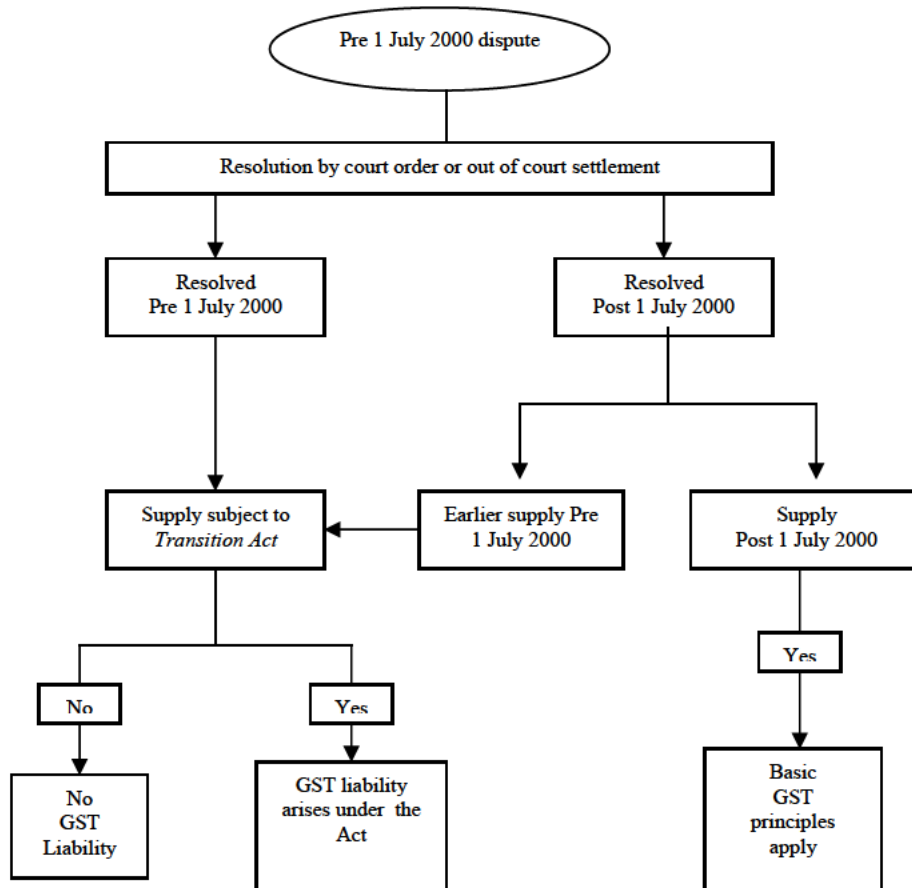 Pre 1 July 2000 dispute
Resolution by court order or out of court settlement
Resolved
Pre 1 July 2000
Resolved
Post 1 July 2000
Supply subject to
Transition Act
Earlier supply Pre
1 July 2000
Supply
Post 1 July 2000
Yes
No
Yes
No
GST
Liability
GST liability
arises under the
Act
Basic
GST
principles
apply